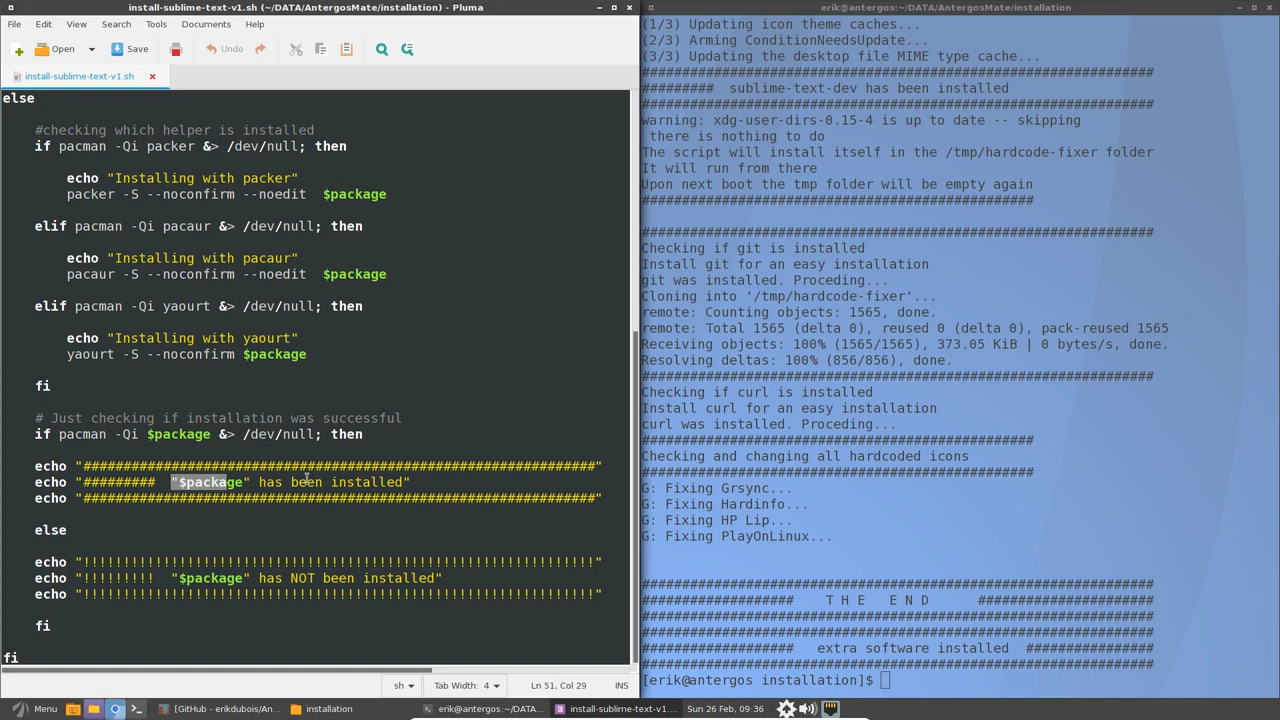 install-sublime-text-v1.sh (~/DATA/AntergosMate/installation) - Pluma
File Edit View Search Tools Documents Help
Open Save Undo
install-sublime-text-v1.sh
else
#checking which helper is installed
if pacman -Qi packer &> /dev/null; then
echo "Installing with packer"
packer -S --noconfirm --noedit  $package
elif pacman -Qi pacaur &> /dev/null; then
echo "Installing with pacaur"
pacaur -S --noconfirm --noedit  $package
elif pacman -Qi yaourt &> /dev/null; then
echo "Installing with yaourt"
yaourt -S --noconfirm $package
fi
# Just checking if installation was successful
if pacman -Qi $package &> /dev/null; then
echo "################################################################"
echo "#########  "$package" has been installed"
echo "################################################################"
else
echo "!!!!!!!!!!!!!!!!!!!!!!!!!!!!!!!!!!!!!!!!!!!!!!!!!!!!!!!!!!!!!!!!"
echo "!!!!!!!!!  "$package" has NOT been installed"
echo "!!!!!!!!!!!!!!!!!!!!!!!!!!!!!!!!!!!!!!!!!!!!!!!!!!!!!!!!!!!!!!!!"
fi
fi
sh Tab Width: 4 Ln 51, Col 29 INS
erik@antergos:~/DATA/AntergosMate/installation
(1/3) Updating icon theme caches...
(2/3) Arming ConditionNeedsUpdate...
(3/3) Updating the desktop file MIME type cache...
################################################################
#########  sublime-text-dev has been installed
################################################################
warning: xdg-user-dirs-0.15-4 is up to date -- skipping
there is nothing to do
The script will install itself in the /tmp/hardcode-fixer folder
It will run from there
Upon next boot the tmp folder will be empty again
#################################################
################################################################
Checking if git is installed
Install git for an easy installation
git was installed. Proceding...
Cloning into '/tmp/hardcode-fixer'...
remote: Counting objects: 1565, done.
remote: Total 1565 (delta 0), reused 0 (delta 0), pack-reused 1565
Receiving objects: 100% (1565/1565), 373.05 KiB | 0 bytes/s, done.
Resolving deltas: 100% (856/856), done.
################################################################
Checking if curl is installed
Install curl for an easy installation
curl was installed. Proceding...
#################################################
Checking and changing all hardcoded icons
#################################################
G: Fixing Grsync...
G: Fixing Hardinfo...
G: Fixing HP Lip...
G: Fixing PlayOnLinux...
################################################################
###################    T H E   E N D      ######################
################################################################
################################################################
###################   extra software installed  ################
################################################################
[erik@antergos installation]$
Menu [GitHub - erikdubois/An... installation erik@antergos:~/DATA... install-sublime-text-v1.... Sun 26 Feb, 09:36